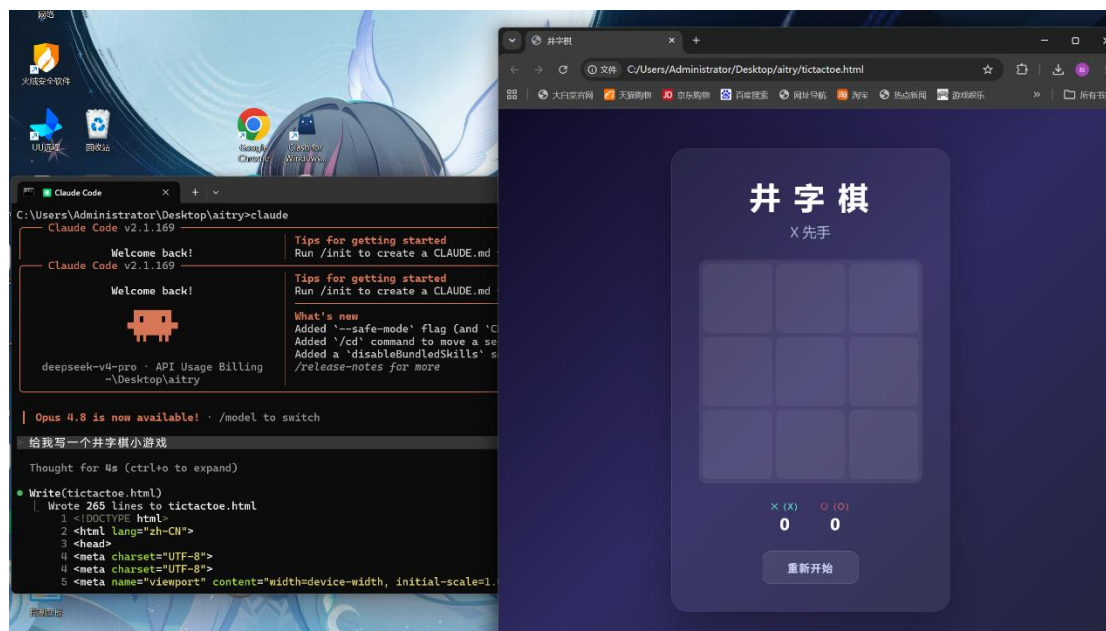 网络
火绒安全软件
UU远程
回收站
Google
Chrome
Clash for
Windows...
Claude Code
C:\Users\Administrator\Desktop\aitry>claude
Claude Code v2.1.169
Welcome back!
Tips for getting started
Run /init to create a CLAUDE.md
Claude Code v2.1.169
Welcome back!
Tips for getting started
Run /init to create a CLAUDE.md
What's new
Added `--safe-mode` flag (and `C
Added `/cd` command to move a se
Added a `disableBundledSkills` s
/release-notes for more
deepseek-v4-pro · API Usage Billing
~\Desktop\aitry
Opus 4.8 is now available! · /model to switch
> 给我写一个井字棋小游戏
Thought for 4s (ctrl+o to expand)
● Write(tictactoe.html)
Wrote 265 lines to tictactoe.html
1 <!DOCTYPE html>
2 <html lang="zh-CN">
3 <head>
4 <meta charset="UTF-8">
4 <meta charset="UTF-8">
5 <meta name="viewport" content="width=device-width, initial-scale=1.
控制面板
井字棋
文件 C:/Users/Administrator/Desktop/aitry/tictactoe.html
大白菜官网 天猫购物 JD 京东购物 百度搜索 网址导航 淘宝 热点新闻 游戏娱乐 » 所有书
井字棋
X 先手
✕ (X) ○ (O)
0 0
重新开始